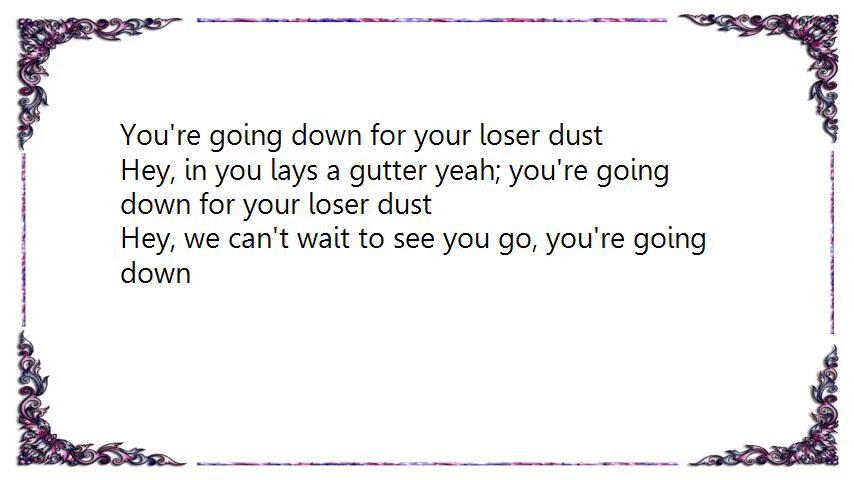 You're going down for your loser dust
Hey, in you lays a gutter yeah; you're going
down for your loser dust
Hey, we can't wait to see you go, you're going
down